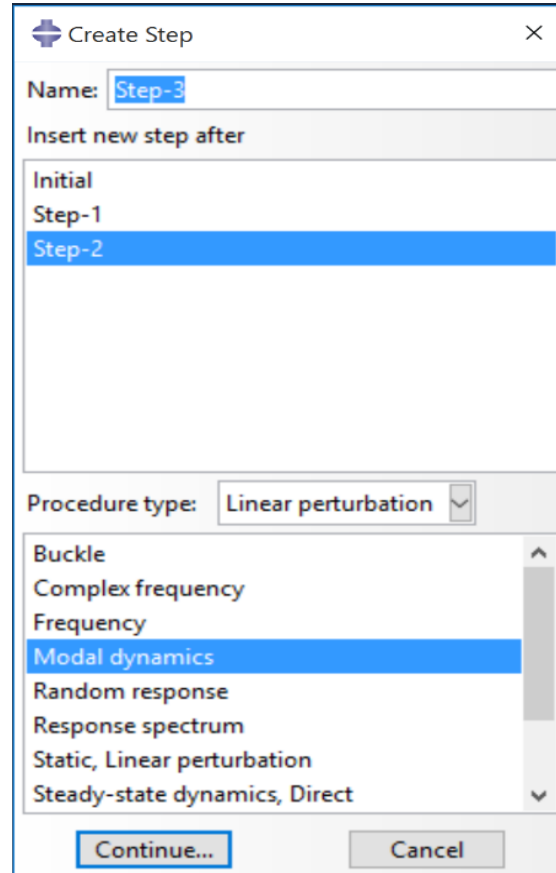 Create Step
Name: Step-3
Insert new step after
Initial
Step-1
Step-2
Procedure type: Linear perturbation
Buckle
Complex frequency
Frequency
Modal dynamics
Random response
Response spectrum
Static, Linear perturbation
Steady-state dynamics, Direct
Continue... Cancel